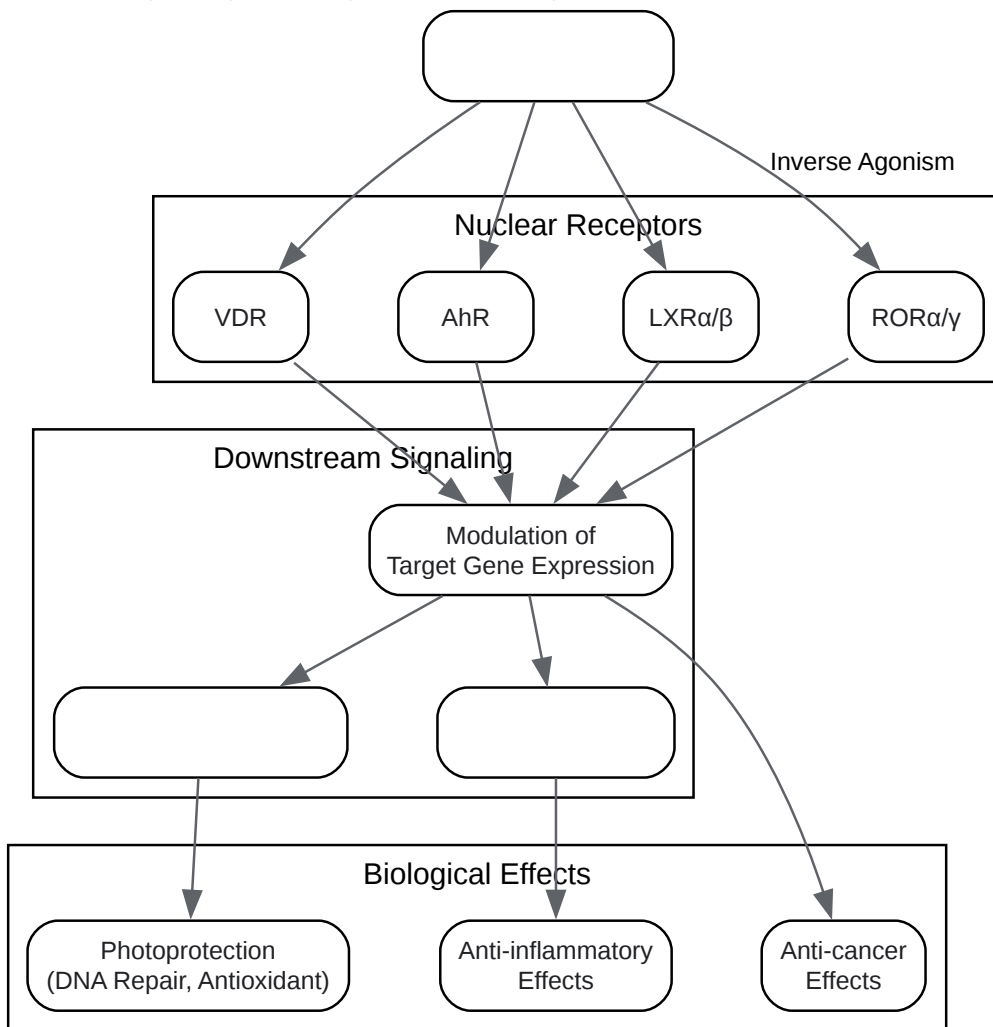 Inverse Agonism
Nuclear Receptors
VDR
AhR
LXRα/β
RORα/γ
Downstream Signaling
Modulation of
Target Gene Expression
Biological Effects
Photoprotection
(DNA Repair, Antioxidant)
Anti-inflammatory
Effects
Anti-cancer
Effects